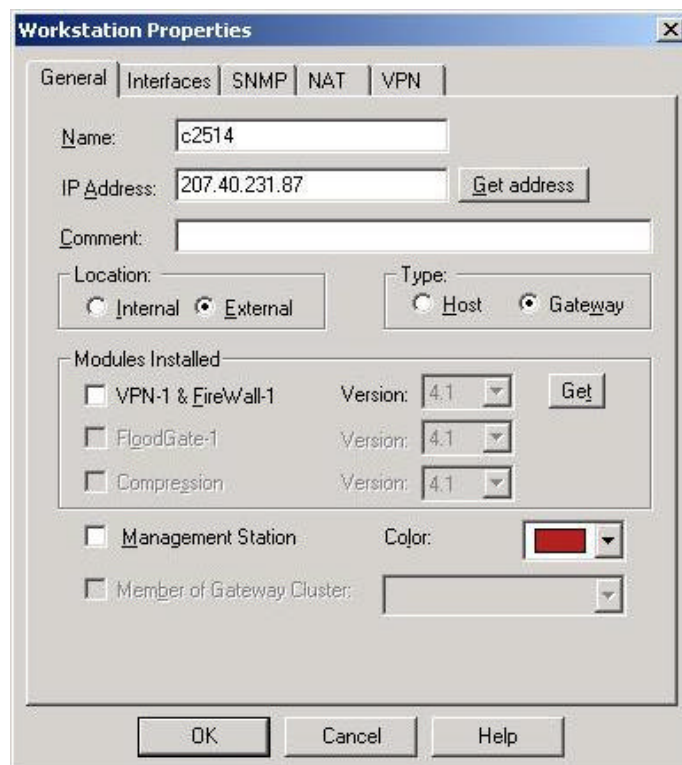 Workstation Properties
General Interfaces SNMP NAT VPN
Name: c2514
IP Address: 207.40.231.87 Get address
Comment:
Location: Type:
Internal External Host Gateway
Modules Installed
VPN-1 & FireWall-1 Version: 4.1 Get
FloodGate-1 Version: 4.1
Compression Version: 4.1
Management Station Color:
Member of Gateway Cluster:
OK Cancel Help